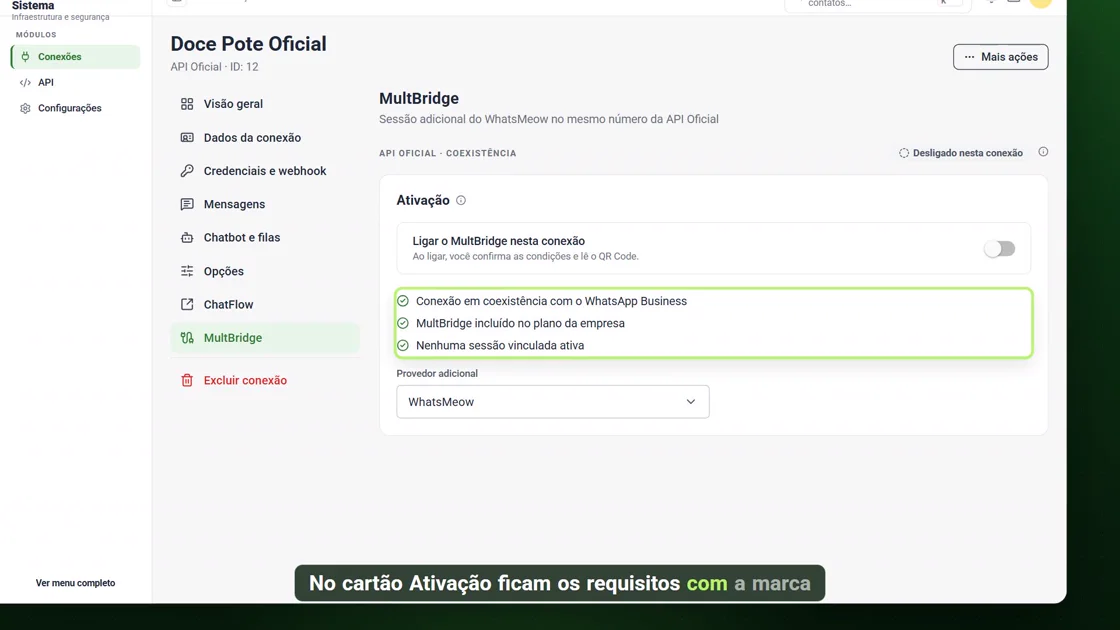 Sistema
Infraestrutura e segurança
MÓDULOS
Conexões
API
Configurações
Ver menu completo
contatos...
Doce Pote Oficial
API Oficial · ID: 12
Mais ações
Visão geral
Dados da conexão
Credenciais e webhook
Mensagens
Chatbot e filas
Opções
ChatFlow
MultBridge
Excluir conexão
MultBridge
Sessão adicional do WhatsMeow no mesmo número da API Oficial
API OFICIAL · COEXISTÊNCIA
Desligado nesta conexão
Ativação
Ligar o MultBridge nesta conexão
Ao ligar, você confirma as condições e lê o QR Code.
Conexão em coexistência com o WhatsApp Business
MultBridge incluído no plano da empresa
Nenhuma sessão vinculada ativa
Provedor adicional
WhatsMeow
No cartão Ativação ficam os requisitos com a marca